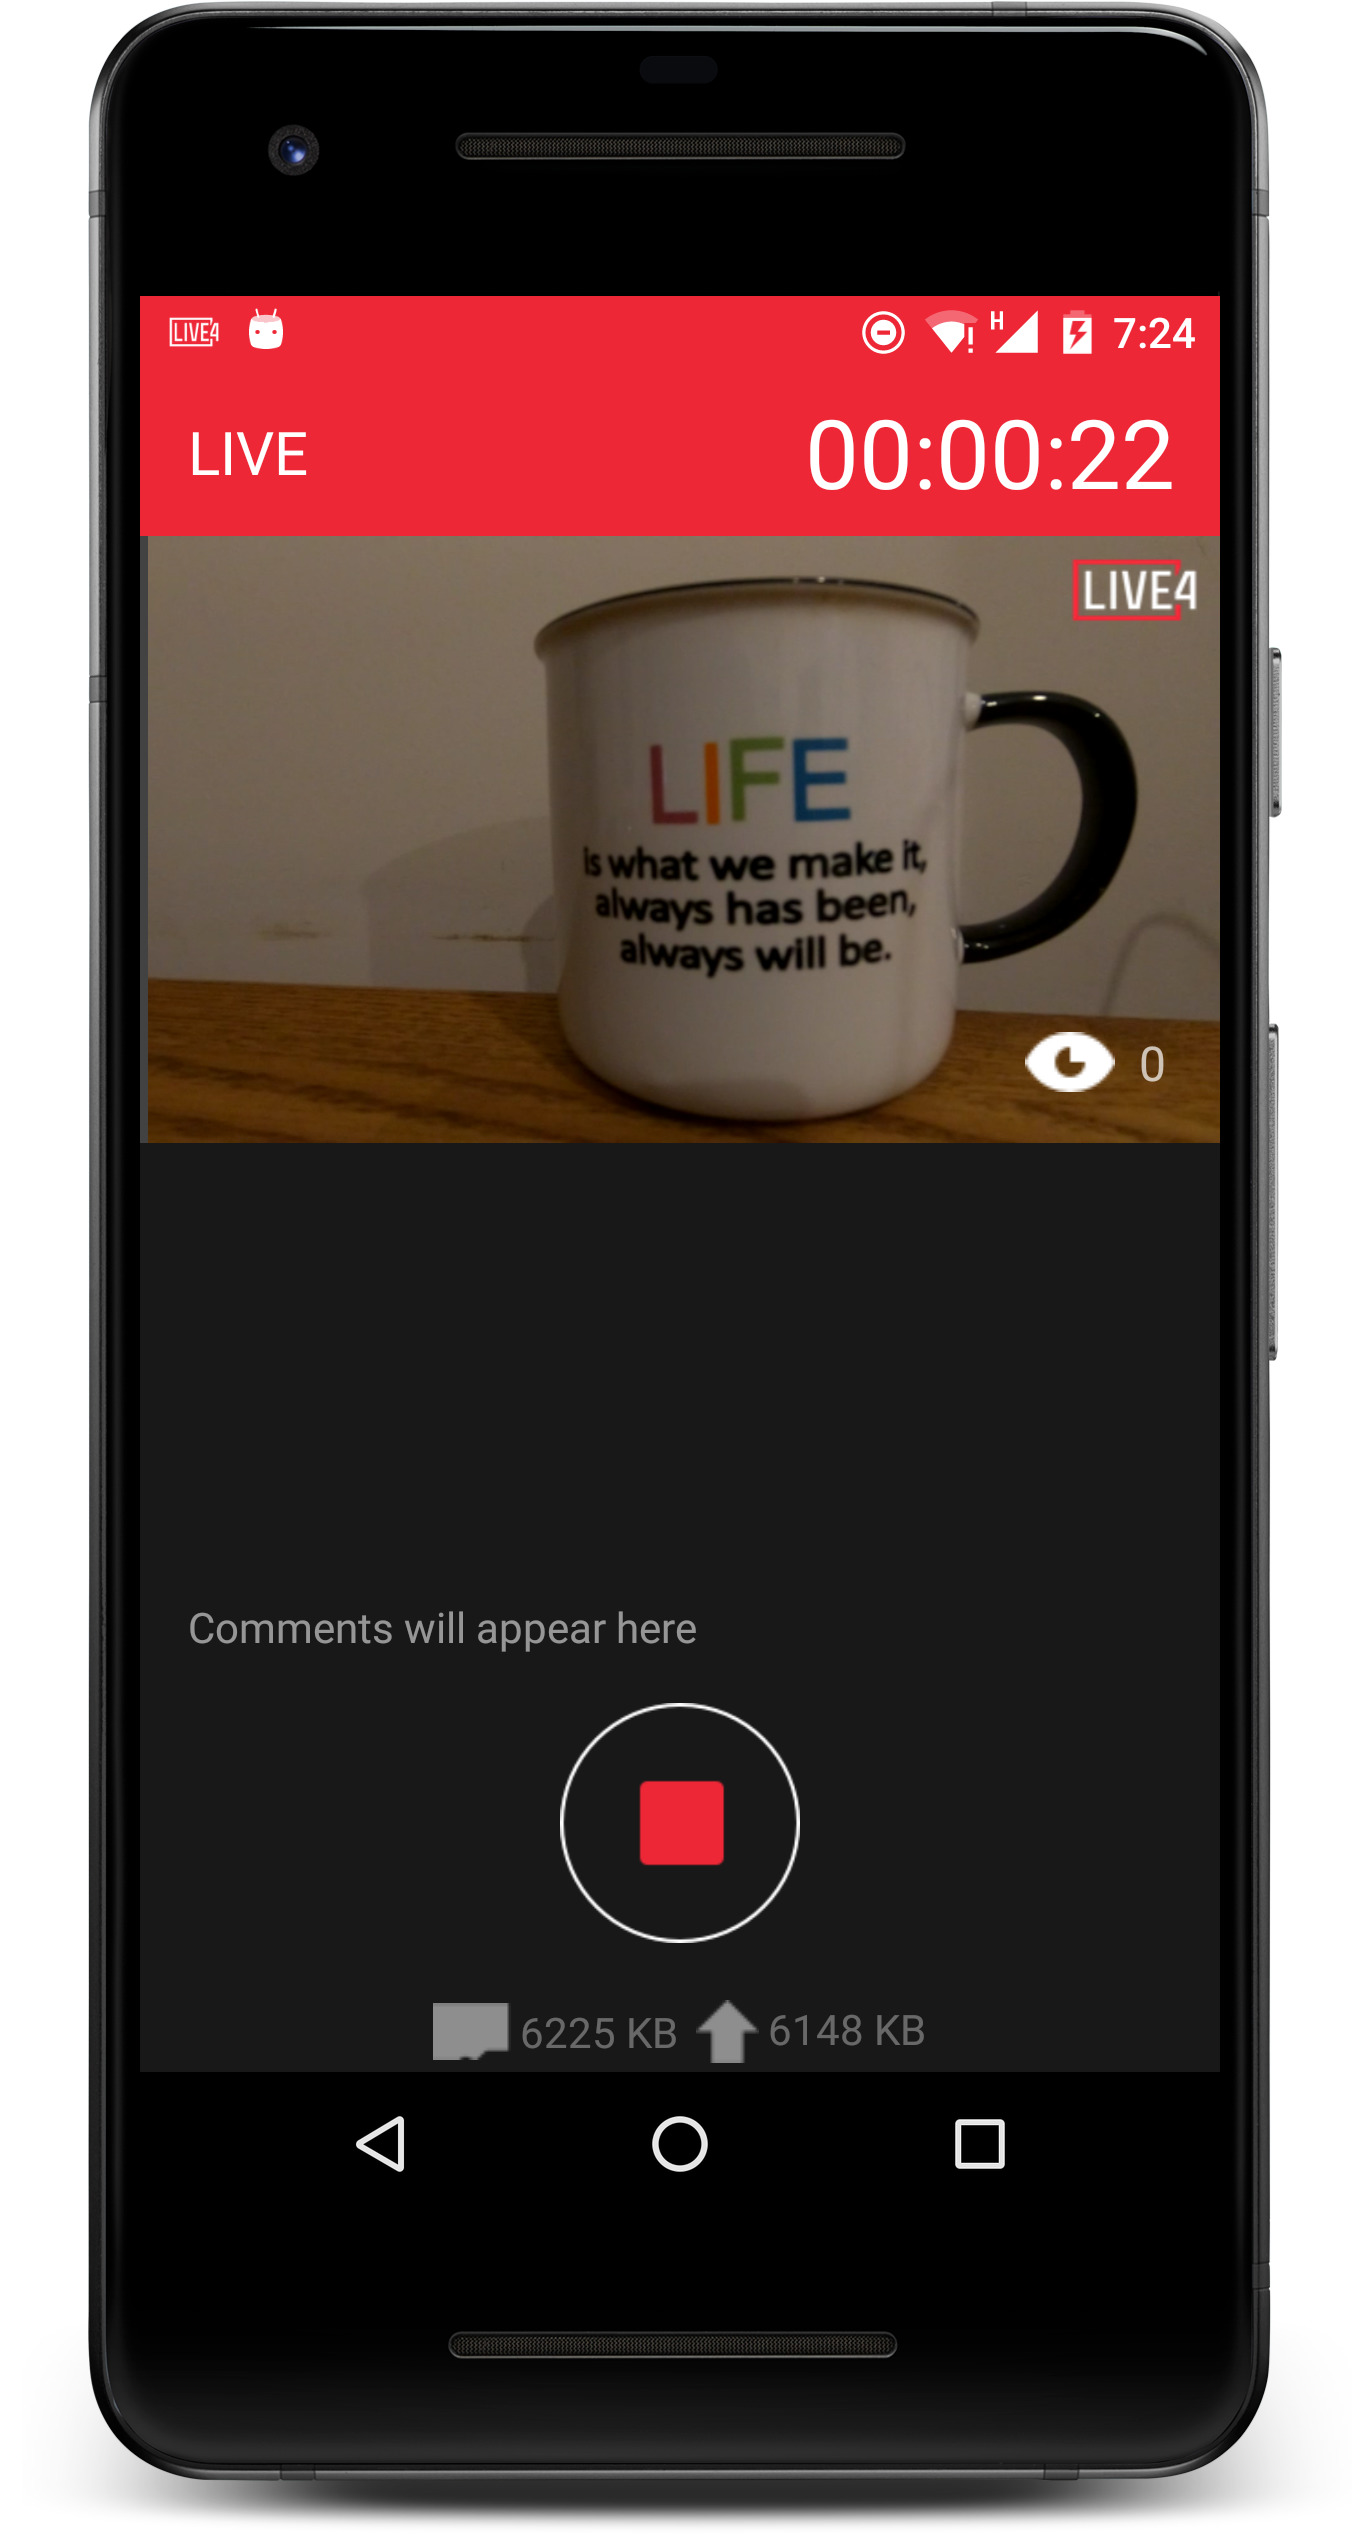 LIVE4 H 7:24
LIVE 00:00:22
LIVE4
LIFE
Is what we make it,
always has been,
always will be.
0
Comments will appear here
6225 KB 6148 KB